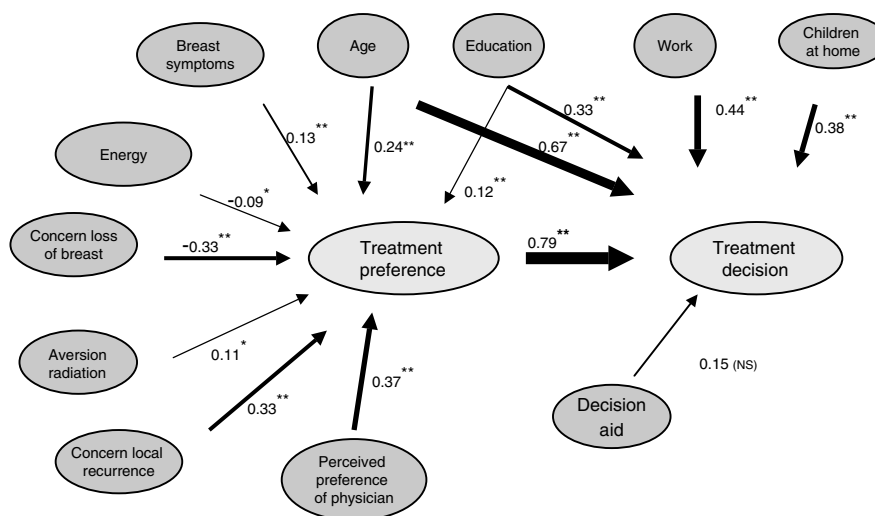 Breast
symptoms
Age
Education
Work
Children
at home
0.13**
0.24**
0.33**
0.67**
0.44**
0.38**
Energy
−0.09*
0.12**
Concern loss
of breast
−0.33**
Treatment
preference
0.79**
Treatment
decision
Aversion
radiation
0.11*
0.33**
0.37**
0.15 (NS)
Decision
aid
Concern local
recurrence
Perceived
preference
of physician